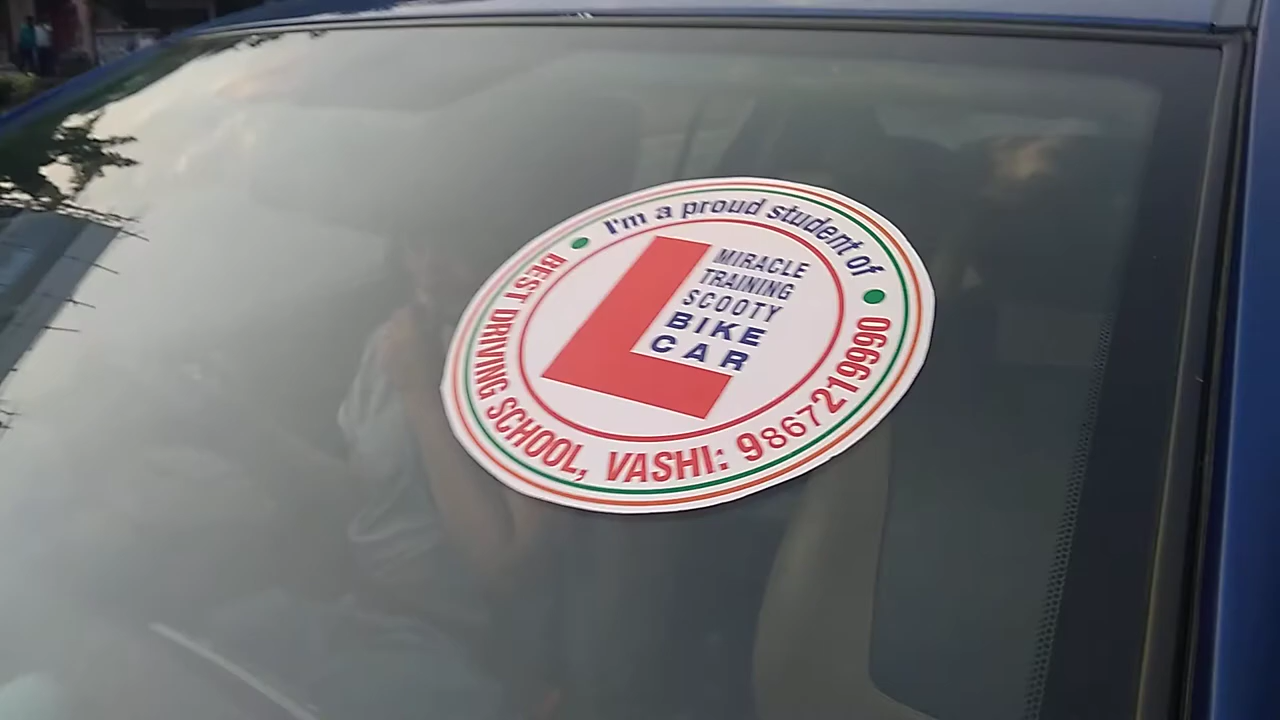 I'm a proud student of
L
MIRACLE
TRAINING
SCOOTY
BIKE
CAR
BEST DRIVING SCHOOL, VASHI: 9867219990